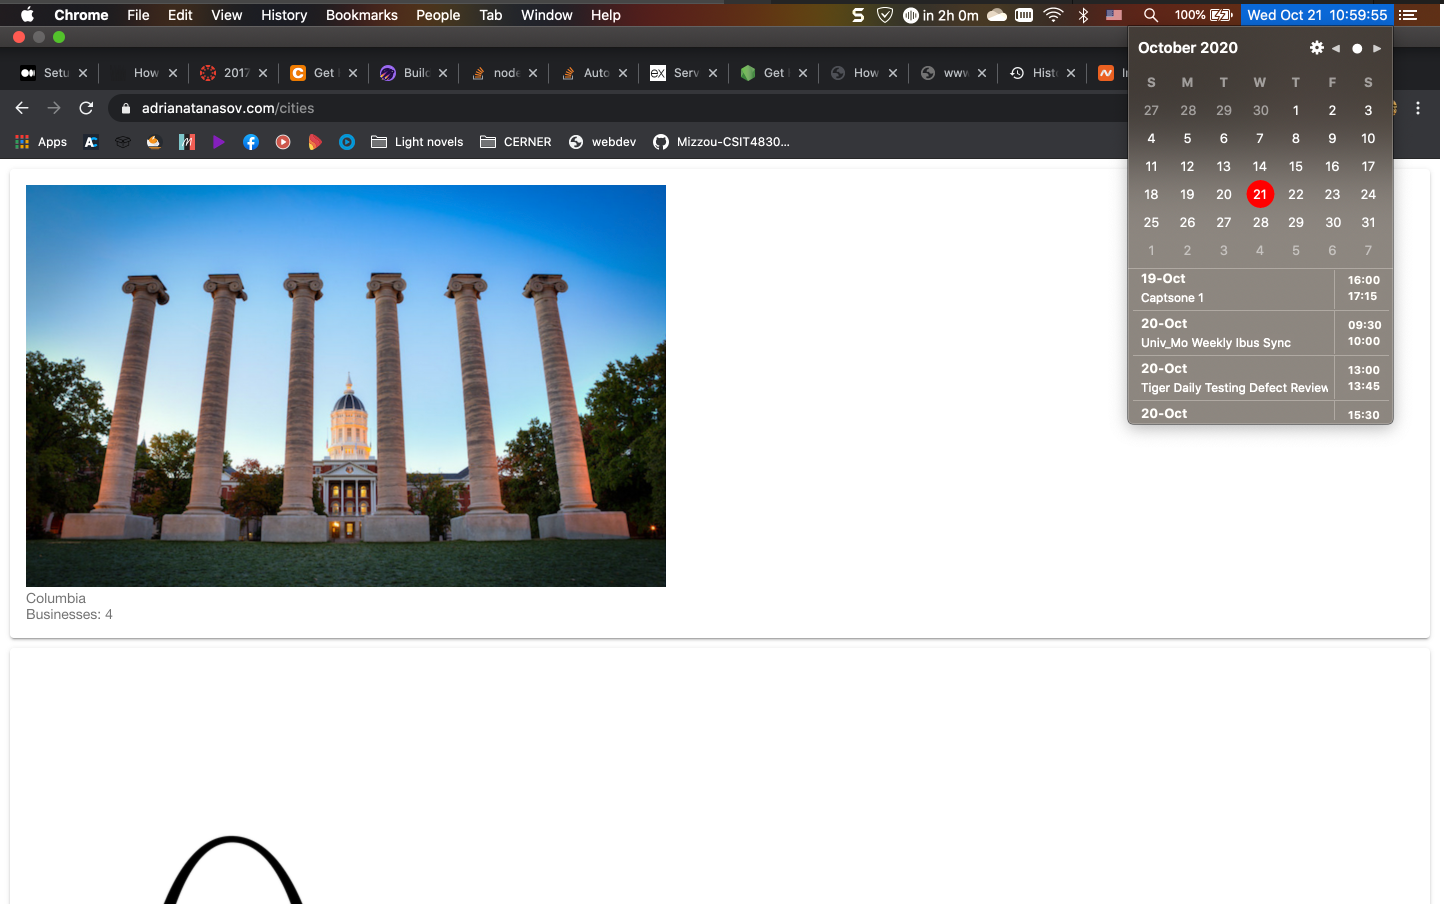 Chrome File Edit View History Bookmarks People Tab Window Help S in 2h 0m 100% Wed Oct 21 10:59:55
Setu How 2017 Get Build node Auto ex Serv Get How www Hist
adrianatanasov.com/cities
Apps Light novels CERNER webdev Mizzou-CSIT4830...
October 2020
S M T W T F S
27 28 29 30 1 2 3
4 5 6 7 8 9 10
11 12 13 14 15 16 17
18 19 20 21 22 23 24
25 26 27 28 29 30 31
1 2 3 4 5 6 7
19-Oct 16:00
Captsone 1 17:15
20-Oct 09:30
Univ_Mo Weekly Ibus Sync 10:00
20-Oct 13:00
Tiger Daily Testing Defect Review 13:45
20-Oct 15:30
Columbia
Businesses: 4